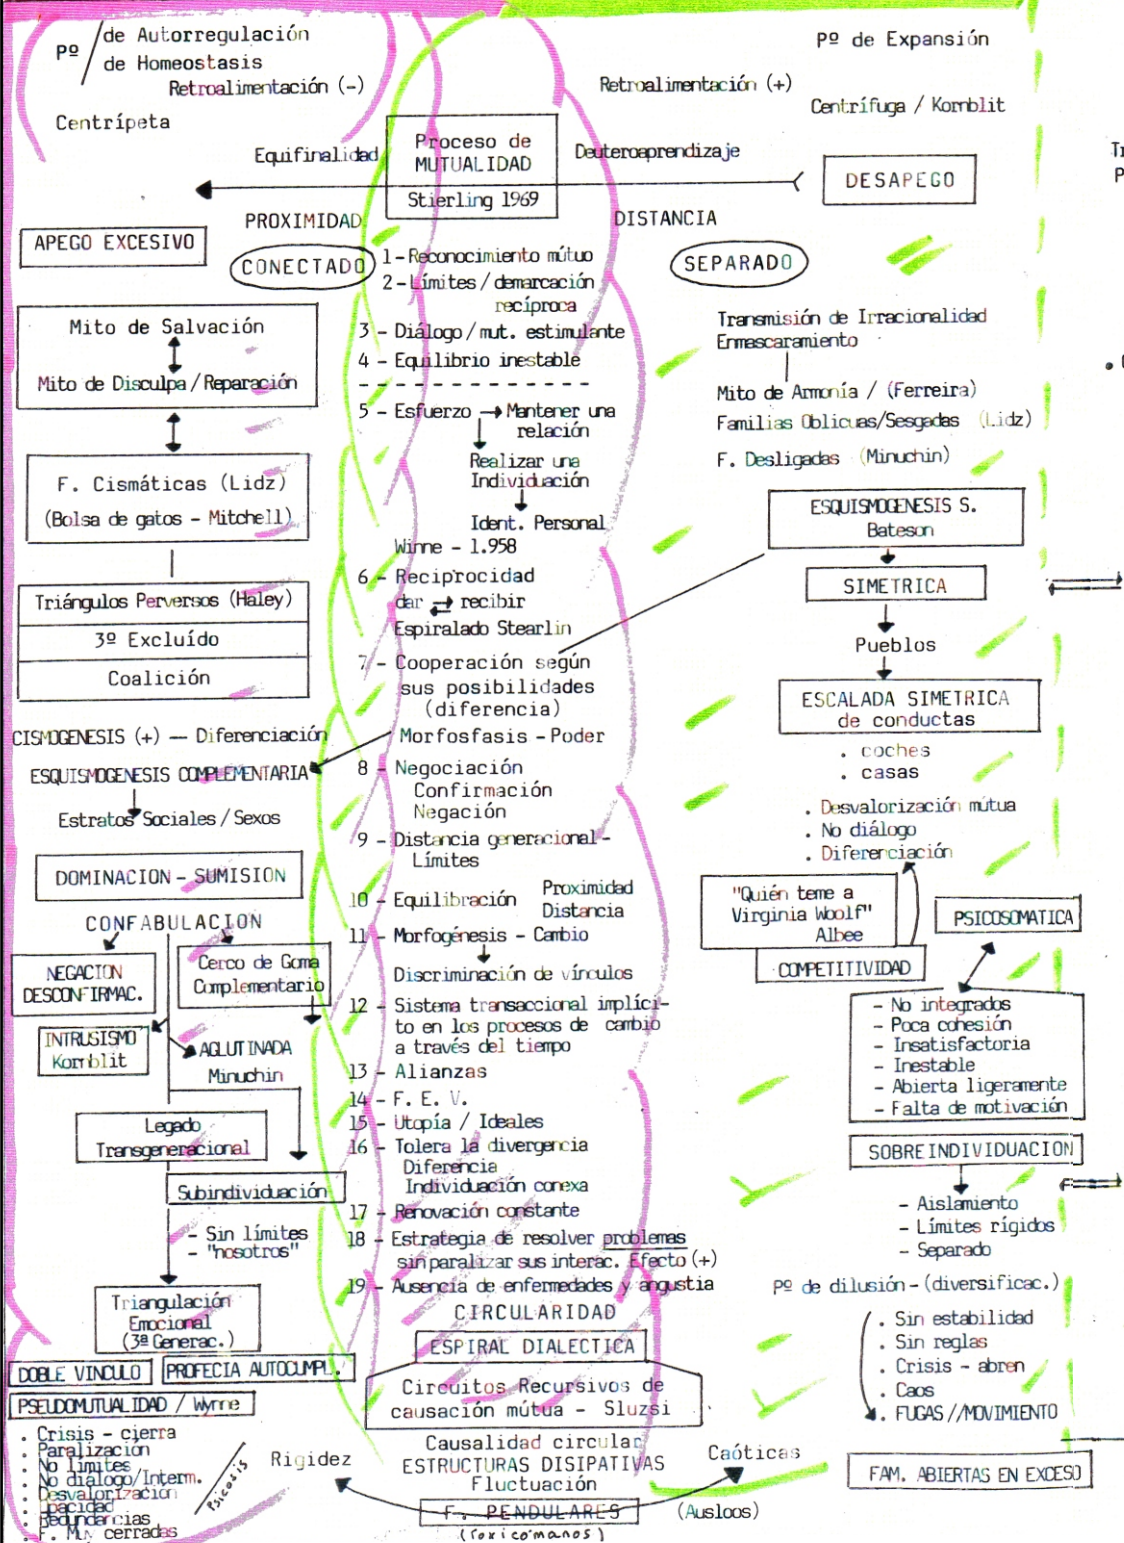 Pº / de Autorregulación
de Homeostasis
Retroalimentación (-)
Centrípeta
Equifinalidad
Proceso de
MUTUALIDAD
Stierling 1969
Deuteroaprendizaje
Retroalimentación (+)
Pº de Expansión
Centrífuga / Kornblit
DESAPEGO
PROXIMIDAD
DISTANCIA
APEGO EXCESIVO
CONECTADO
SEPARADO
Mito de Salvación
Mito de Disculpa/Reparación
F. Cismáticas (Lidz)
(Bolsa de gatos - Mitchell)
Triángulos Perversos (Haley)
3º Excluído
Coalición
CISMOGENESIS (+) — Diferenciación
ESQUISMOGENESIS COMPLEMENTARIA
Estratos Sociales / Sexos
DOMINACION - SUMISION
CONFABULACION
NEGACION
DESCONFIRMAC.
Cerco de Goma
Complementario
INTRUSISMO
Kornblit
AGLUTINADA
Minuchin
Legado
Transgeneracional
Subindividuación
- Sin límites
- "nosotros"
Triangulación
Emocional
(3ª Generac.)
DOBLE VINCULO
PROFECIA AUTOCUMPL.
PSEUDOMUTUALIDAD / Wynne
. Crisis - cierra
. Paralización
. No límites
. No diálogo/Interm.
. Desvalorización
. Opacidad
. Redundancias
. F. Muy cerradas
Psicosis
1 - Reconocimiento mútuo
2 - Límites / demarcación
recíproca
3 - Diálogo / mut. estimulante
4 - Equilibrio inestable
5 - Esfuerzo → Mantener una
relación
Realizar una
Individuación
Ident. Personal
Winne - 1.958
6 - Reciprocidad
dar ⇄ recibir
Espiralado Stearlin
7 - Cooperación según
sus posibilidades
(diferencia)
Morfosfasis - Poder
8 - Negociación
Confirmación
Negación
9 - Distancia generacional -
Límites
10 - Equilibración Proximidad
Distancia
11 - Morfogénesis - Cambio
Discriminación de vínculos
12 - Sistema transaccional implíci-
to en los procesos de cambio
a través del tiempo
13 - Alianzas
14 - F. E. V.
15 - Utopía / Ideales
16 - Tolera la divergencia
Diferencia
Individuación conexa
17 - Renovación constante
18 - Estrategia de resolver problemas
sin paralizar sus interac. Efecto (+)
19 - Ausencia de enfermedades y angustia
CIRCULARIDAD
ESPIRAL DIALECTICA
Circuitos Recursivos de
causación mútua - Sluzsi
Causalidad circular
ESTRUCTURAS DISIPATIVAS
Fluctuación
Rigidez
Caóticas
F. PENDULARES
(Toxicómanos)
(Ausloos)
Transmisión de Irracionalidad
Enmascaramiento
Mito de Armonía / (Ferreira)
Familias Oblicuas/Sesgadas (Lidz)
F. Desligadas (Minuchin)
ESQUISMOGENESIS S.
Bateson
SIMETRICA
Pueblos
ESCALADA SIMETRICA
de conductas
. coches
. casas
. Desvalorización mútua
. No diálogo
. Diferenciación
"Quién teme a
Virginia Woolf"
Albee
COMPETITIVIDAD
PSICOSOMATICA
- No integrados
- Poca cohesión
- Insatisfactoria
- Inestable
- Abierta ligeramente
- Falta de motivación
SOBREINDIVIDUACION
- Aislamiento
- Límites rígidos
- Separado
Pº de dilusión - (diversificac.)
. Sin estabilidad
. Sin reglas
. Crisis - abren
. Caos
. FUGAS // MOVIMIENTO
FAM. ABIERTAS EN EXCESO